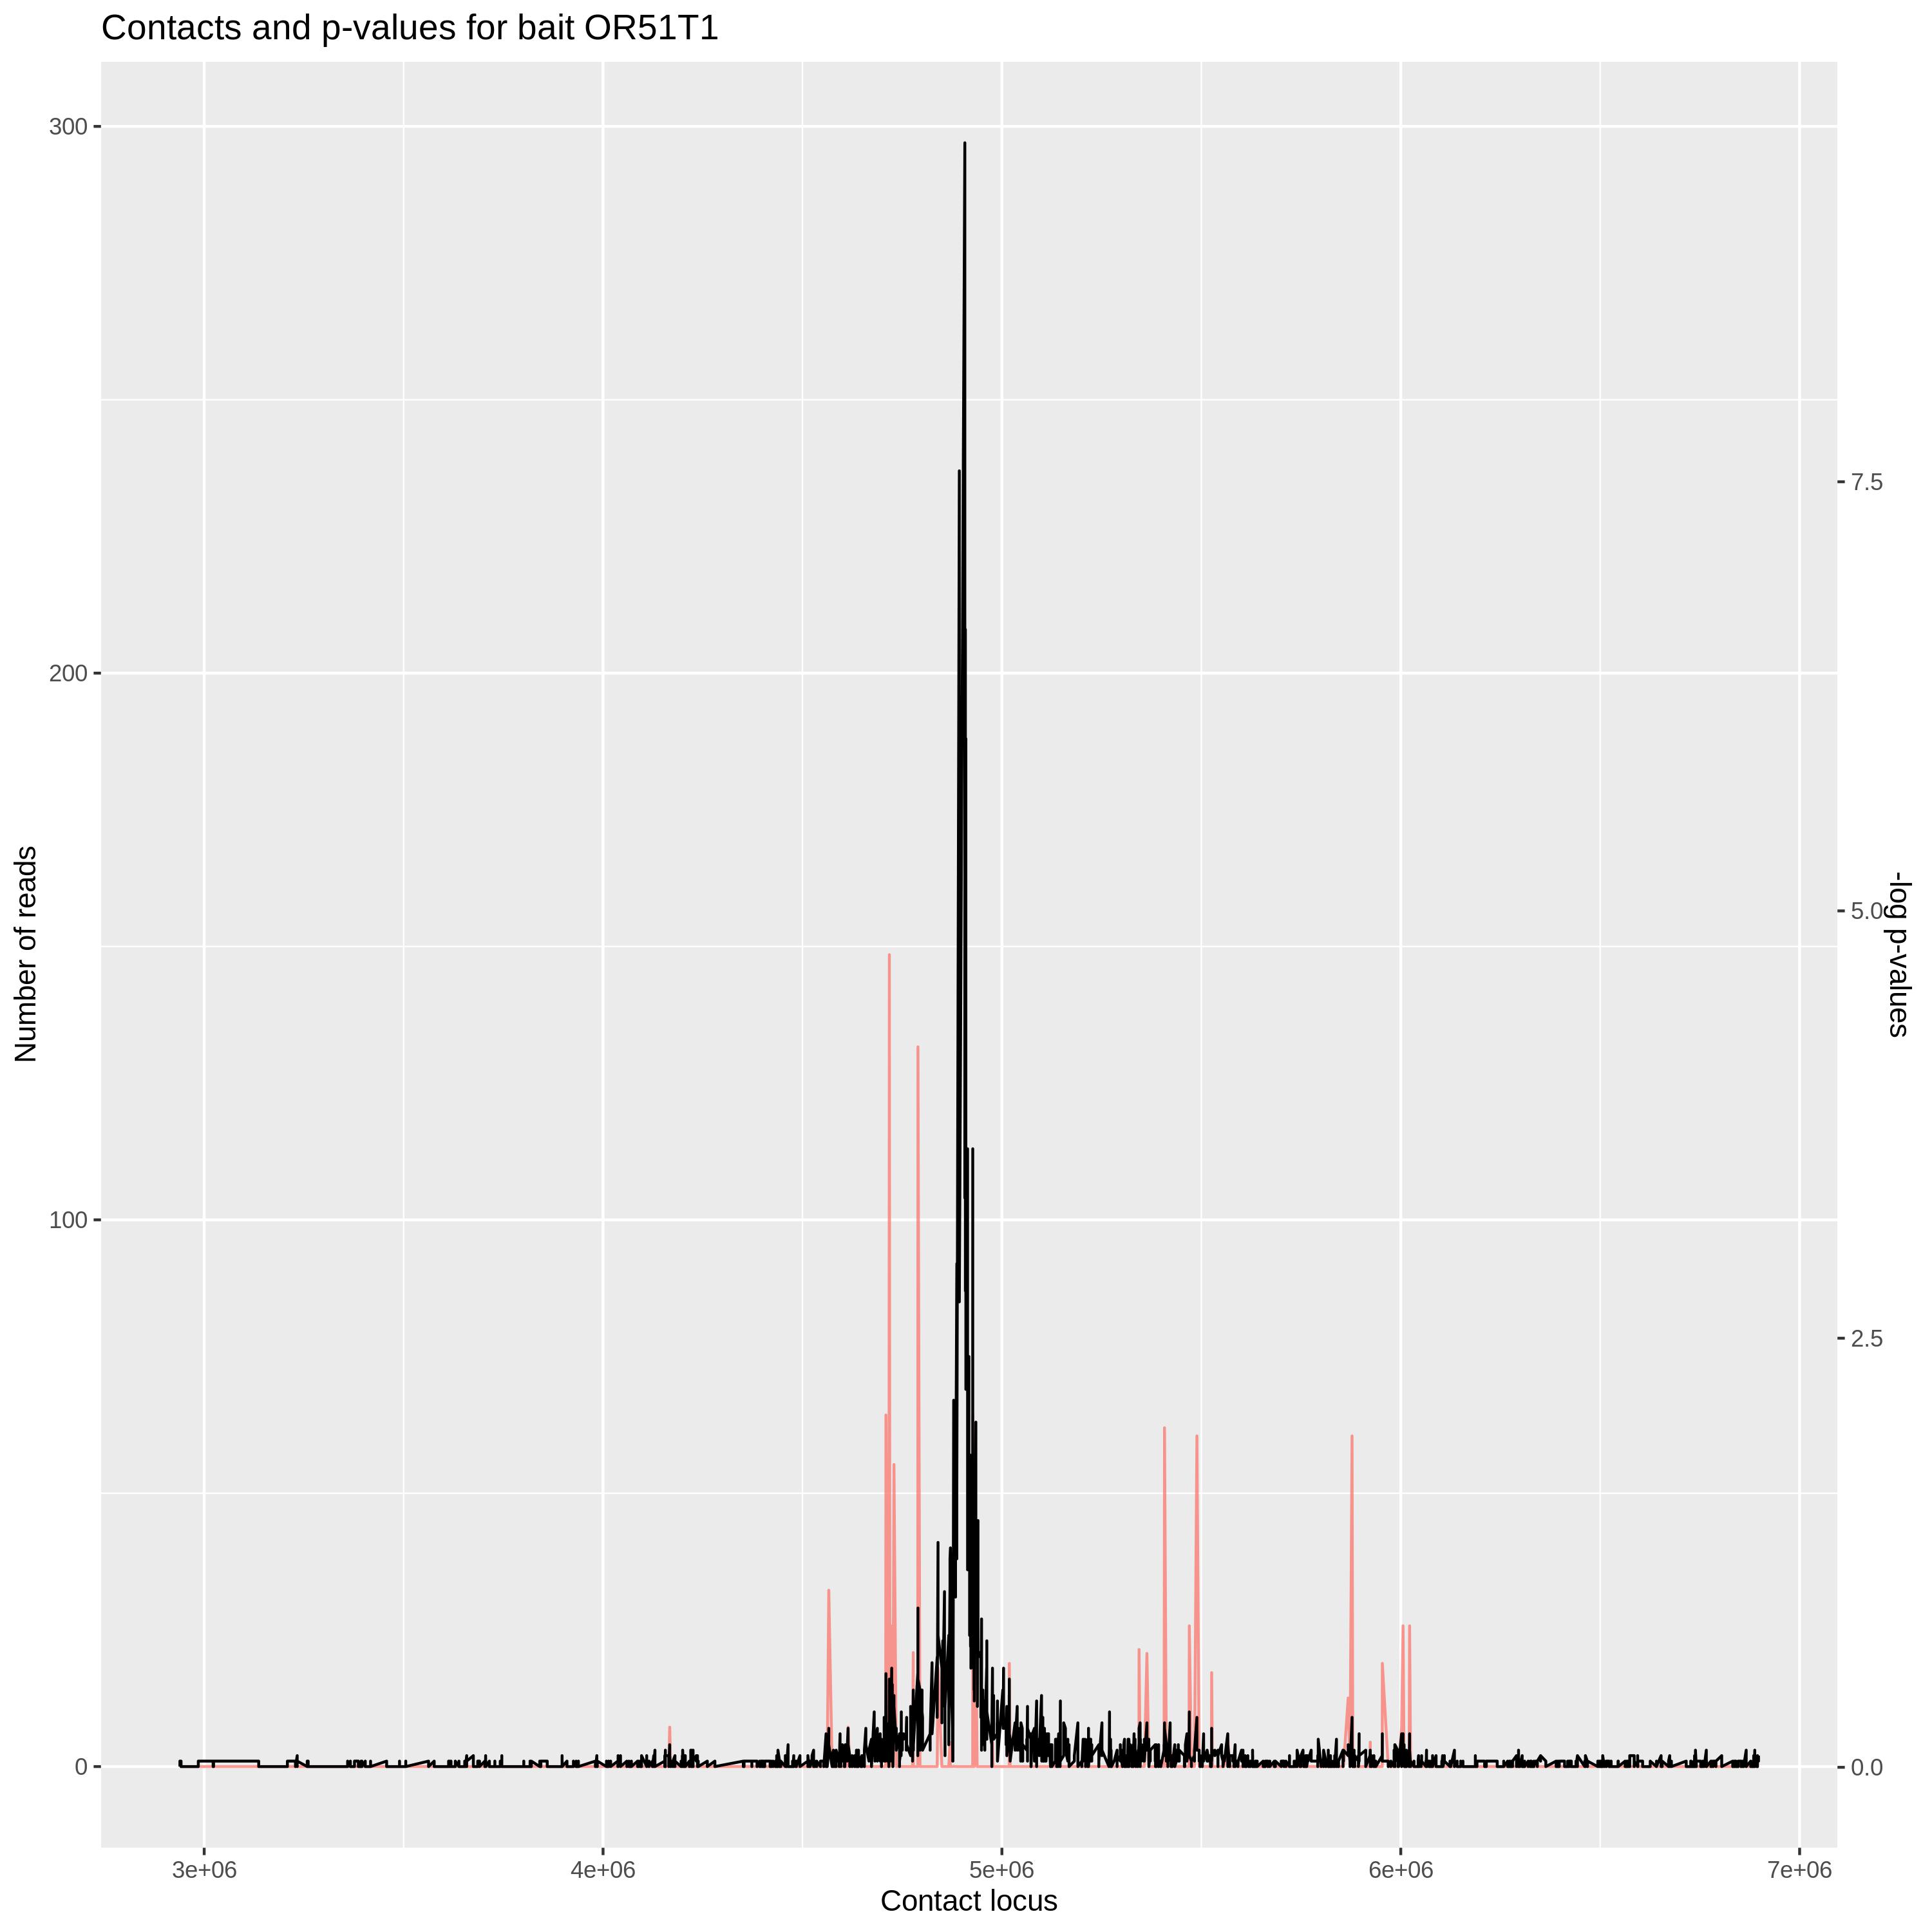 Contacts and p-values for bait OR51T1
300
200
100
0
Number of reads
7.5
5.0
2.5
0.0
-log p-values
3e+06 4e+06 5e+06 6e+06 7e+06
Contact locus